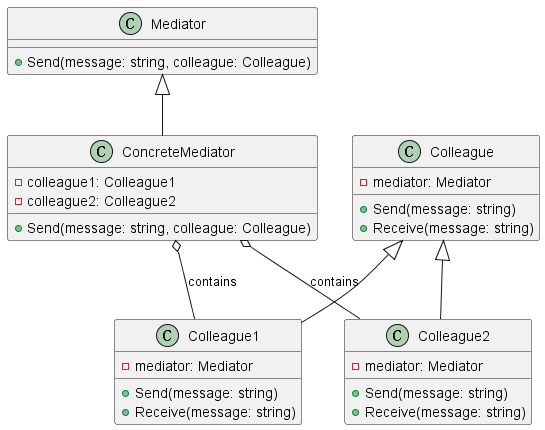 C Mediator
Send(message: string, colleague: Colleague)
C ConcreteMediator
colleague1: Colleague1
colleague2: Colleague2
Send(message: string, colleague: Colleague)
C Colleague
mediator: Mediator
Send(message: string)
Receive(message: string)
contains
contains
C Colleague1
mediator: Mediator
Send(message: string)
Receive(message: string)
C Colleague2
mediator: Mediator
Send(message: string)
Receive(message: string)